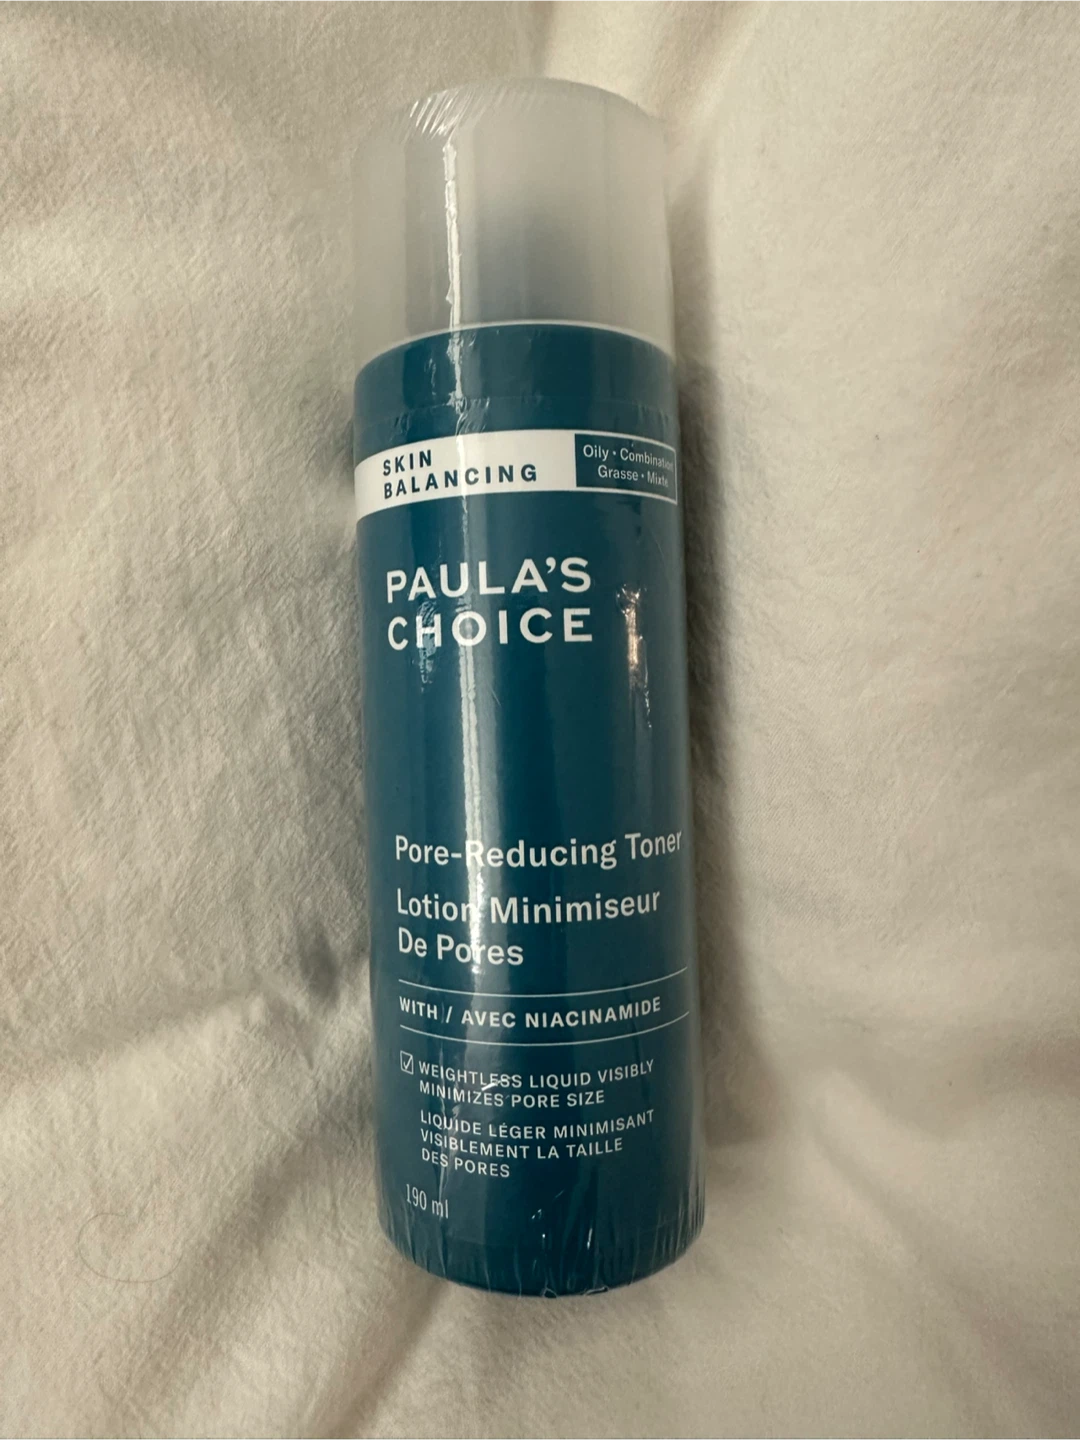 SKIN
BALANCING
Oily • Combination
Grasse • Mixte
PAULA'S
CHOICE
Pore-Reducing Toner
Lotion Minimiseur
De Pores
WITH / AVEC NIACINAMIDE
WEIGHTLESS LIQUID VISIBLY
MINIMIZES PORE SIZE
LIQUIDE LÉGER MINIMISANT
VISIBLEMENT LA TAILLE
DES PORES
190 ml